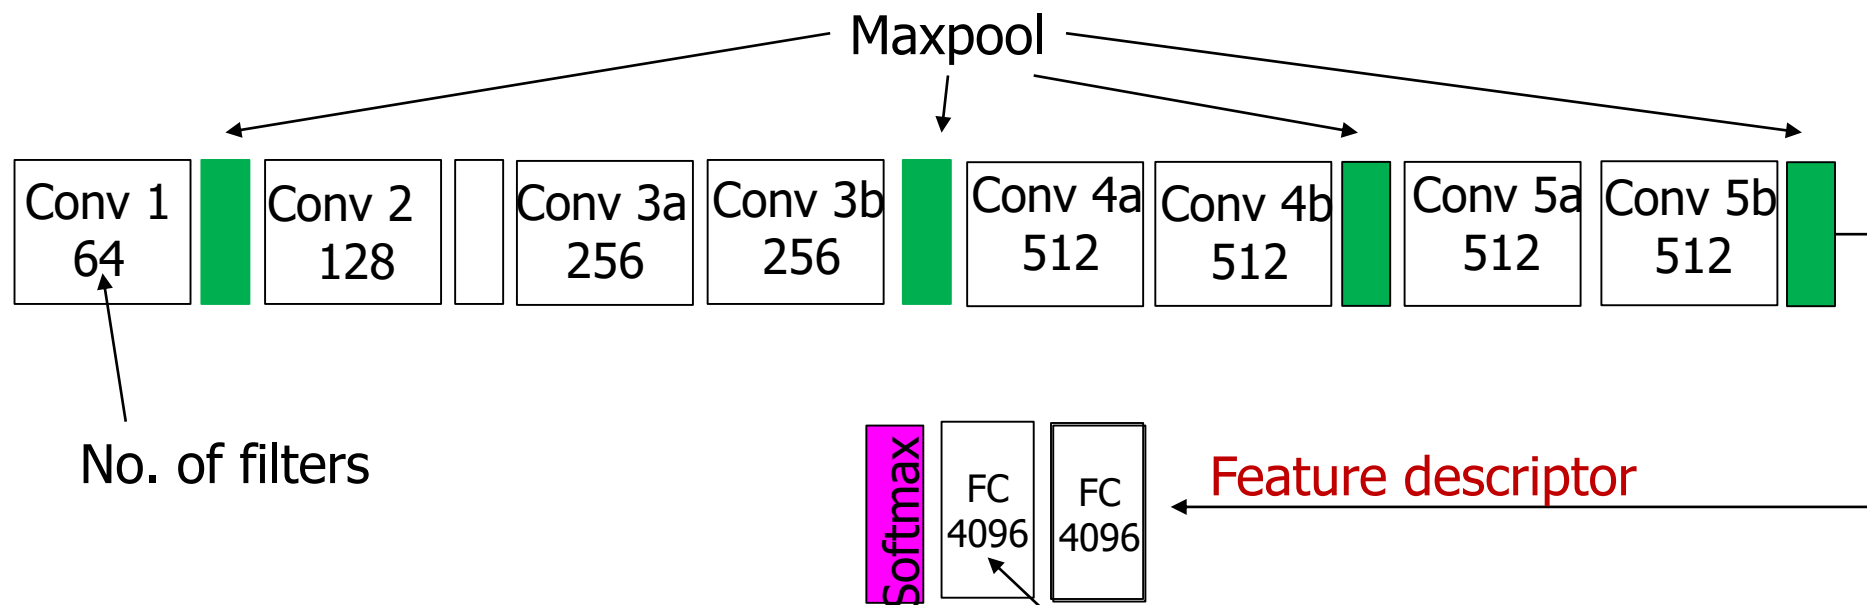 Maxpool
Conv 1
64
Conv 2
128
Conv 3a
256
Conv 3b
256
Conv 4a
512
Conv 4b
512
Conv 5a
512
Conv 5b
512
No. of filters
Softmax
FC
4096
FC
4096
Feature descriptor